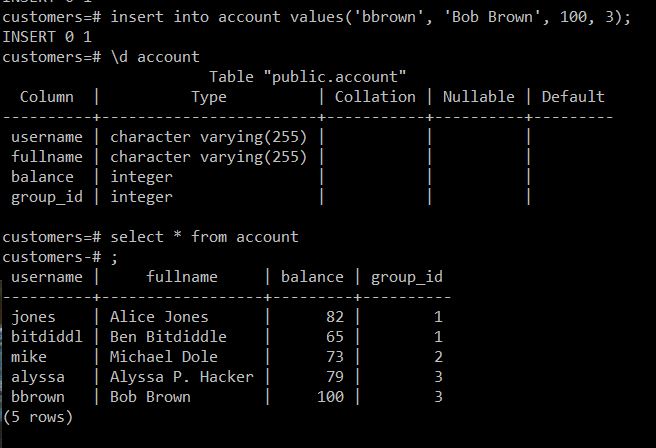 INSERT 0 1
customers=# insert into account values('bbrown', 'Bob Brown', 100, 3);
INSERT 0 1
customers=# \d account
                       Table "public.account"
  Column  |          Type          | Collation | Nullable | Default
----------+------------------------+-----------+----------+---------
 username | character varying(255) |           |          |
 fullname | character varying(255) |           |          |
 balance  | integer                |           |          |
 group_id | integer                |           |          |
customers=# select * from account
customers-# ;
 username |     fullname     | balance | group_id
----------+------------------+---------+----------
 jones    | Alice Jones      |      82 |        1
 bitdiddl | Ben Bitdiddle    |      65 |        1
 mike     | Michael Dole     |      73 |        2
 alyssa   | Alyssa P. Hacker |      79 |        3
 bbrown   | Bob Brown        |     100 |        3
(5 rows)